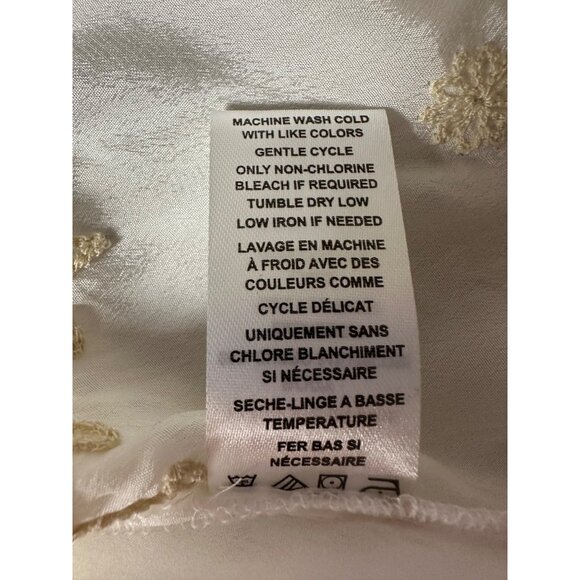 MACHINE WASH COLD
WITH LIKE COLORS
GENTLE CYCLE
ONLY NON-CHLORINE
BLEACH IF REQUIRED
TUMBLE DRY LOW
LOW IRON IF NEEDED
LAVAGE EN MACHINE
À FROID AVEC DES
COULEURS COMME
CYCLE DÉLICAT
UNIQUEMENT SANS
CHLORE BLANCHIMENT
SI NÉCESSAIRE
SECHE-LINGE A BASSE
TEMPERATURE
FER BAS SI
NÉCESSAIRE